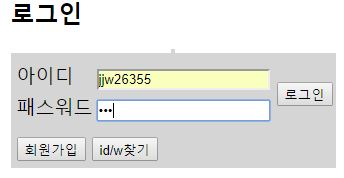 로그인
아이디 jjw26355
패스워드 •••
로그인
회원가입 id/w찾기